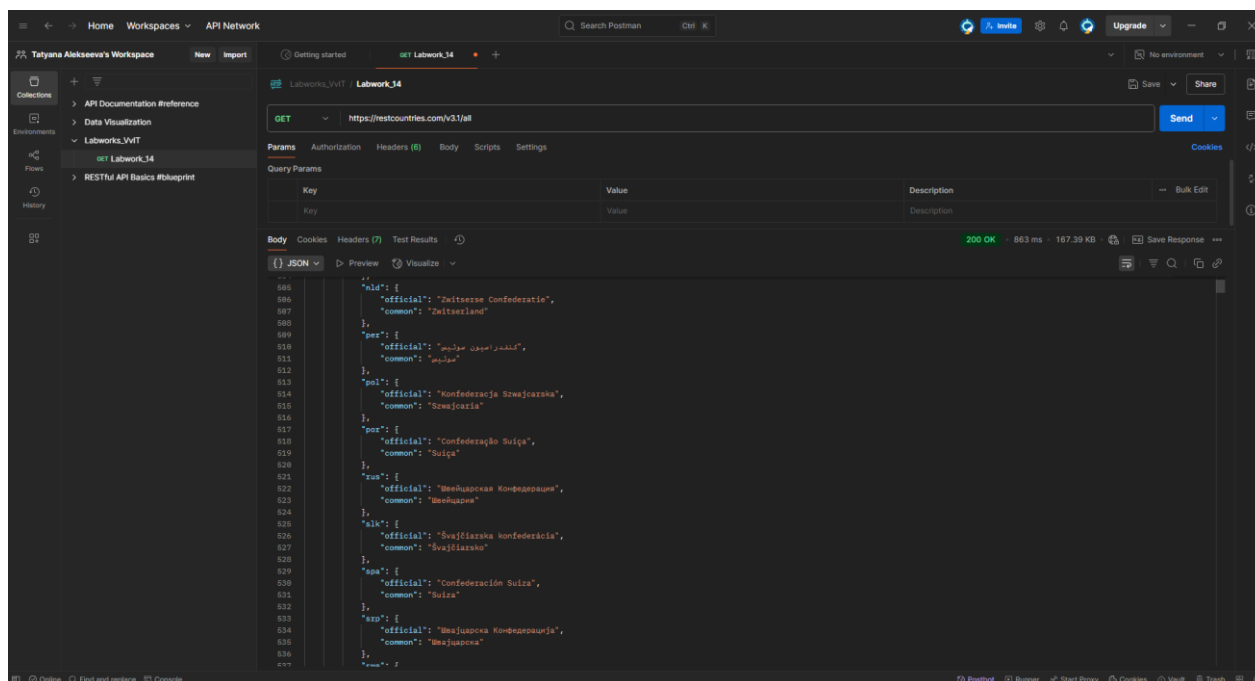 Home Workspaces API Network Search Postman Ctrl K Invite Upgrade
Tatyana Alekseeva's Workspace New Import Getting started GET Labwork_14 No environment
Collections
Environments
Flows
History
API Documentation #reference
Data Visualization
Labworks_VvIT
GET Labwork_14
RESTful API Basics #blueprint
Labworks_VvIT / Labwork_14 Save Share
GET https://restcountries.com/v3.1/all Send
Params Authorization Headers (6) Body Scripts Settings Cookies
Query Params
Key Value Description Bulk Edit
Key Value Description
Body Cookies Headers (7) Test Results 200 OK 863 ms 167.39 KB Save Response
{} JSON Preview Visualize
505 "nld": {
506 "official": "Zwitserse Confederatie",
507 "common": "Zwitserland"
508 },
509 "per": {
510 "official": "کنفدراسیون سوئیس",
511 "common": "سوئیس"
512 },
513 "pol": {
514 "official": "Konfederacja Szwajcarska",
515 "common": "Szwajcaria"
516 },
517 "por": {
518 "official": "Confederação Suíça",
519 "common": "Suíça"
520 },
521 "rus": {
522 "official": "Швейцарская Конфедерация",
523 "common": "Швейцария"
524 },
525 "slk": {
526 "official": "Švajčiarska konfederácia",
527 "common": "Švajčiarsko"
528 },
529 "spa": {
530 "official": "Confederación Suiza",
531 "common": "Suiza"
532 },
533 "srp": {
534 "official": "Швајцарска Конфедерација",
535 "common": "Швајцарска"
536 },
537
Online Find and replace Console Postbot Runner Start Proxy Cookies Vault Trash